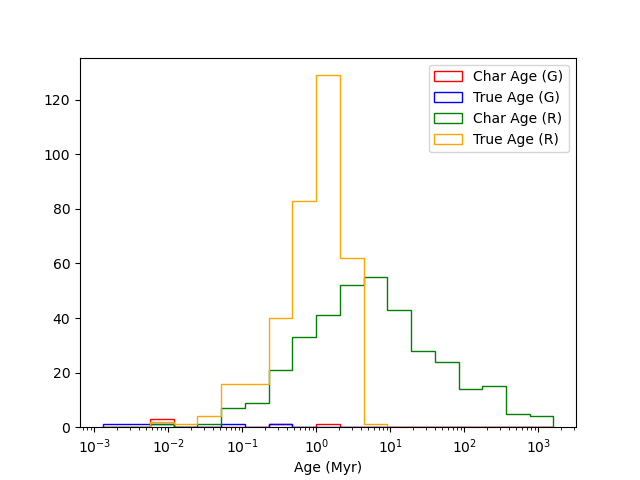 Char Age (G)
True Age (G)
Char Age (R)
True Age (R)
120
100
80
60
40
20
0
10⁻³ 10⁻² 10⁻¹ 10⁰ 10¹ 10² 10³
Age (Myr)